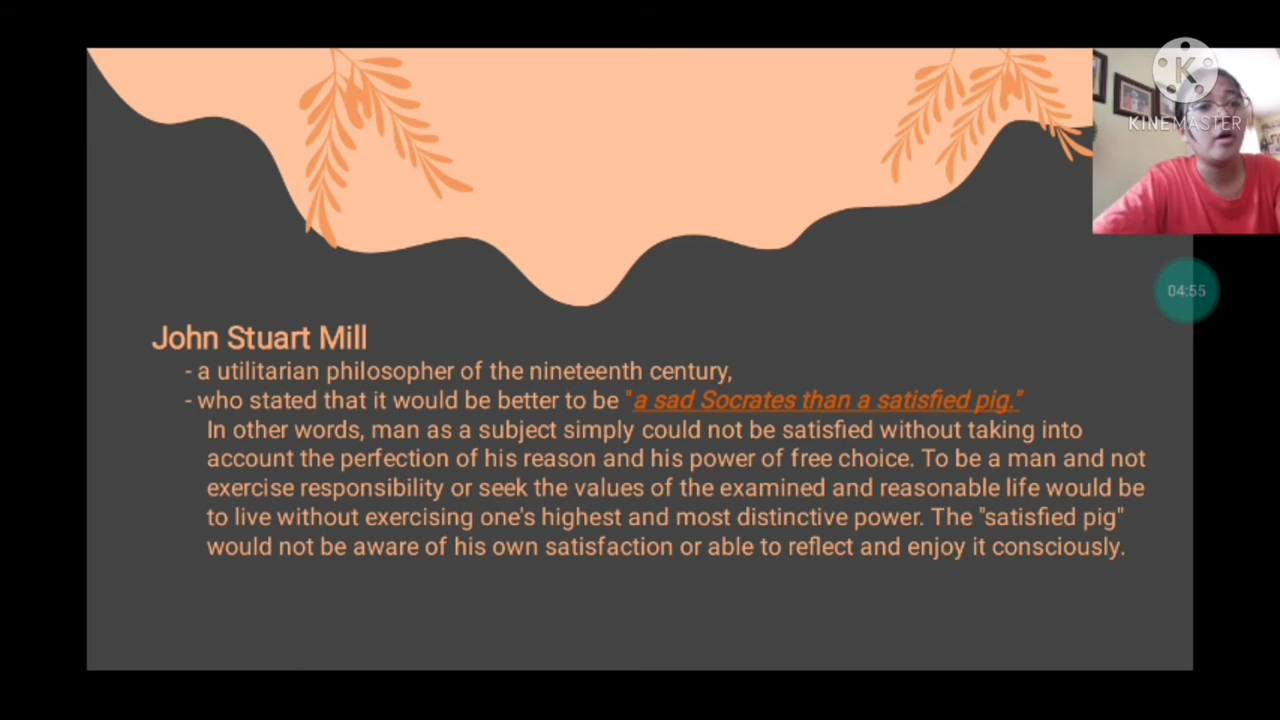 K
KINEMASTER
04:55
John Stuart Mill
- a utilitarian philosopher of the nineteenth century,
- who stated that it would be better to be "a sad Socrates than a satisfied pig."
In other words, man as a subject simply could not be satisfied without taking into
account the perfection of his reason and his power of free choice. To be a man and not
exercise responsibility or seek the values of the examined and reasonable life would be
to live without exercising one's highest and most distinctive power. The "satisfied pig"
would not be aware of his own satisfaction or able to reflect and enjoy it consciously.